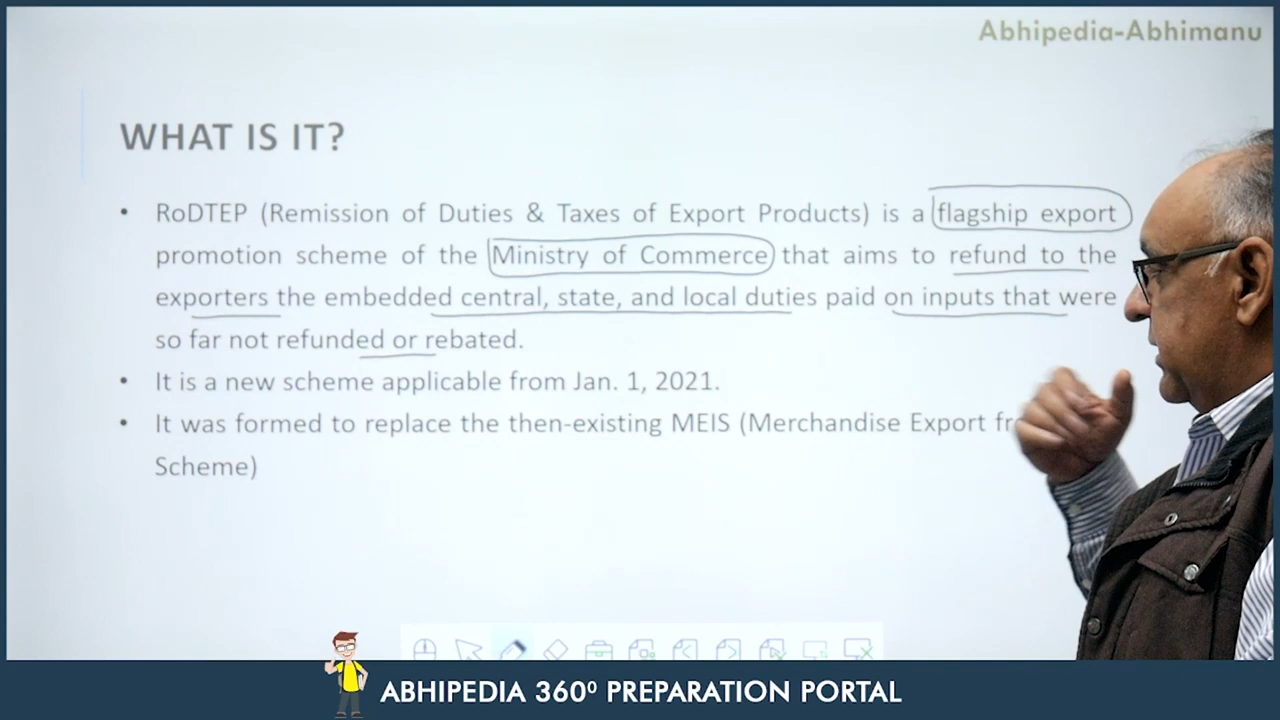 Abhipedia-Abhimanu
WHAT IS IT?
• RoDTEP (Remission of Duties & Taxes of Export Products) is a flagship export
promotion scheme of the Ministry of Commerce that aims to refund to the
exporters the embedded central, state, and local duties paid on inputs that were
so far not refunded or rebated.
• It is a new scheme applicable from Jan. 1, 2021.
• It was formed to replace the then-existing MEIS (Merchandise Export
Scheme)
ABHIPEDIA 360⁰ PREPARATION PORTAL